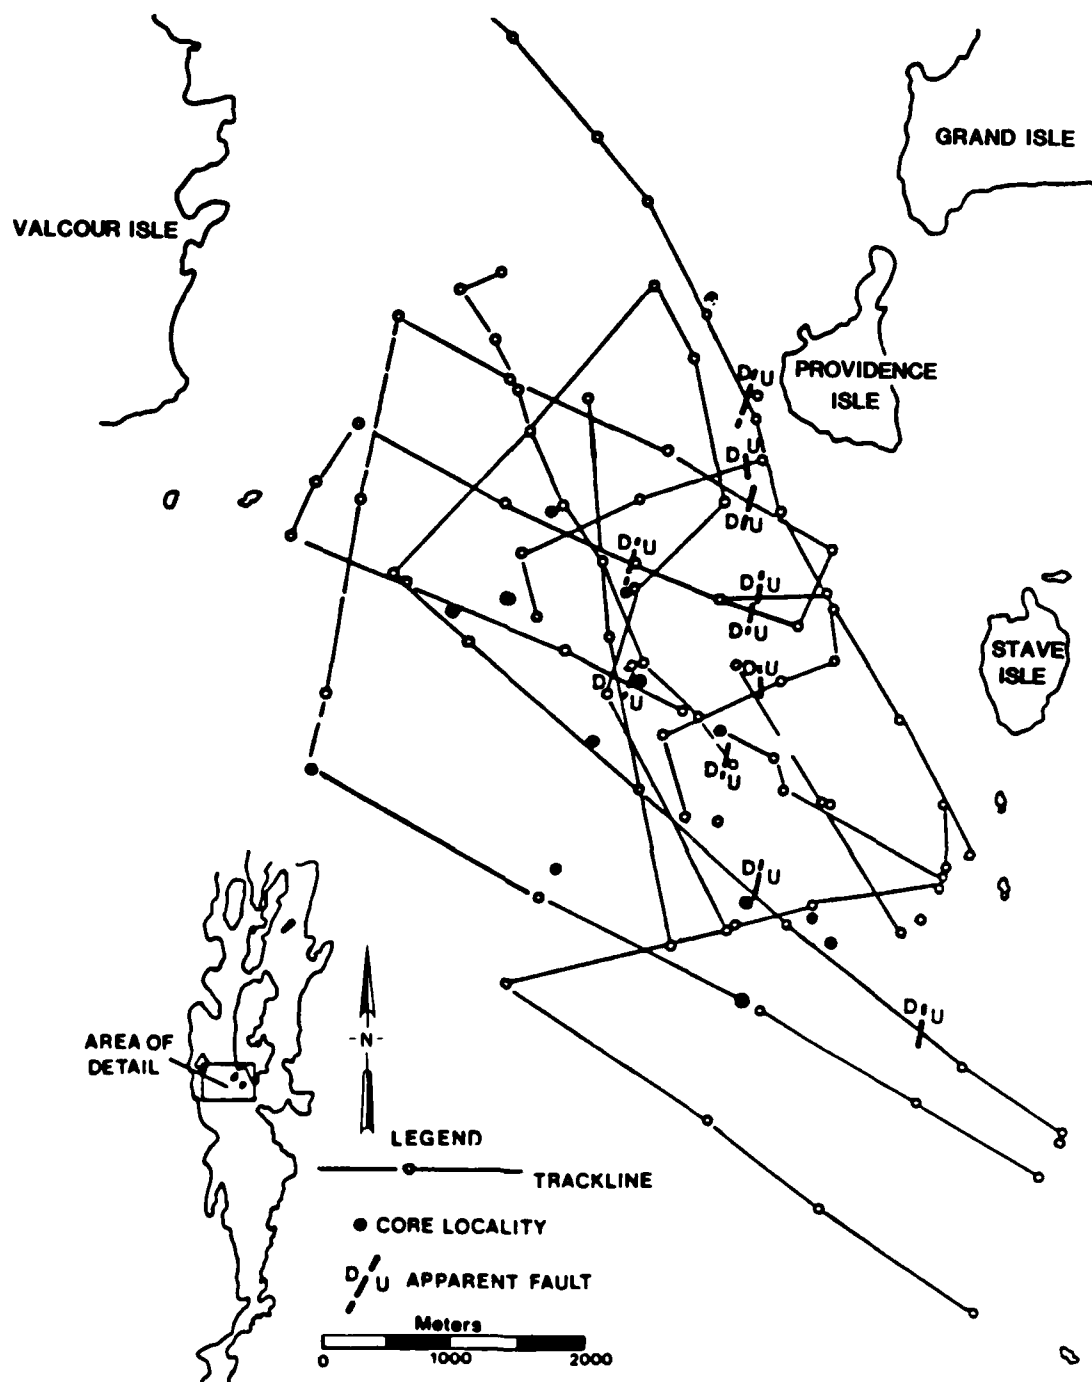 GRAND ISLE
VALCOUR ISLE
D U
PROVIDENCE
ISLE
D U
D U
D U
D U
D U
STAVE
ISLE
D U
D U
D U
D U
D U
AREA OF
DETAIL
-N-
LEGEND
TRACKLINE
CORE LOCALITY
D U APPARENT FAULT
Meters
0 1000 2000